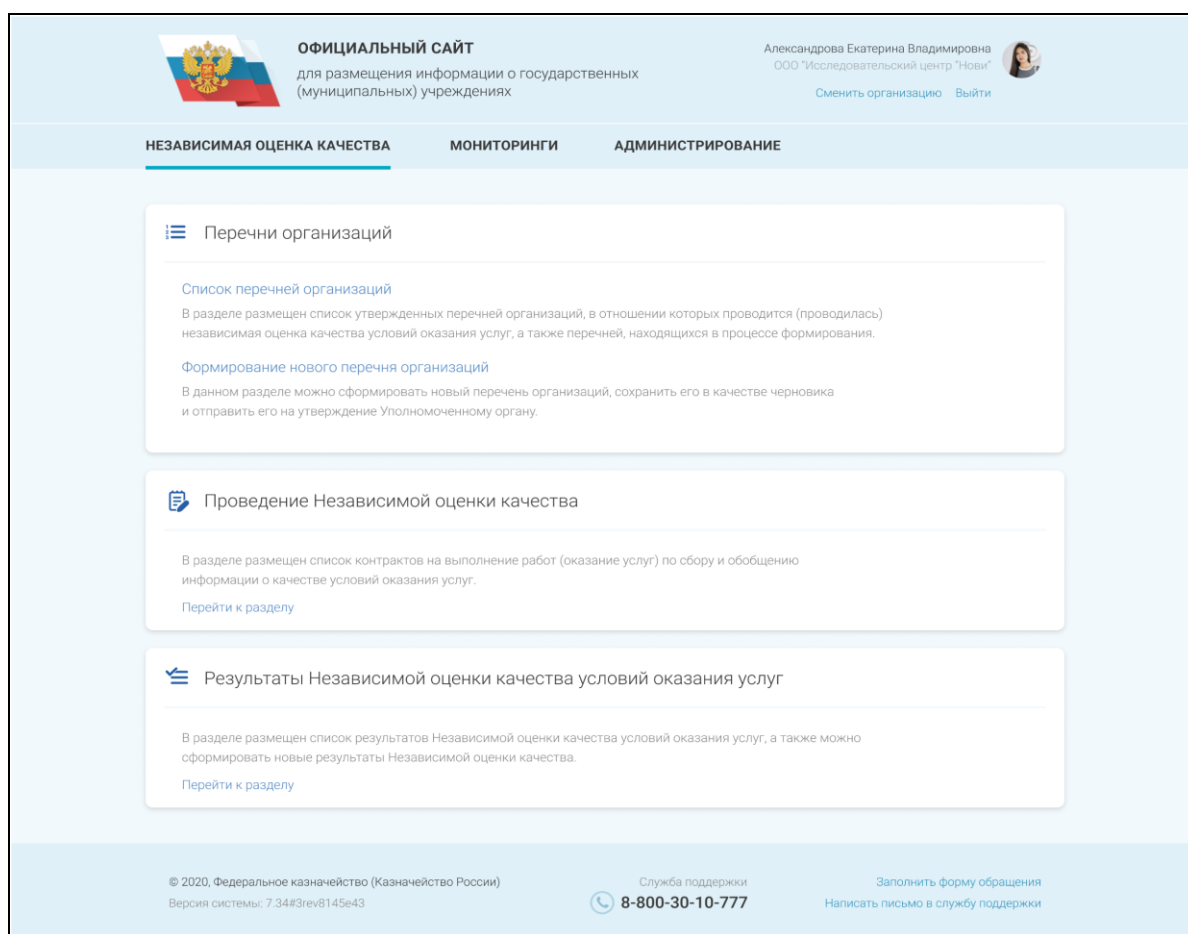 ОФИЦИАЛЬНЫЙ САЙТ
для размещения информации о государственных
(муниципальных) учреждениях
Александрова Екатерина Владимировна
ООО "Исследовательский центр "Нови"
Сменить организацию Выйти
НЕЗАВИСИМАЯ ОЦЕНКА КАЧЕСТВА МОНИТОРИНГИ АДМИНИСТРИРОВАНИЕ
Перечни организаций
Список перечней организаций
В разделе размещен список утвержденных перечней организаций, в отношении которых проводится (проводилась)
независимая оценка качества условий оказания услуг, а также перечней, находящихся в процессе формирования.
Формирование нового перечня организаций
В данном разделе можно сформировать новый перечень организаций, сохранить его в качестве черновика
и отправить его на утверждение Уполномоченному органу.
Проведение Независимой оценки качества
В разделе размещен список контрактов на выполнение работ (оказание услуг) по сбору и обобщению
информации о качестве условий оказания услуг.
Перейти к разделу
Результаты Независимой оценки качества условий оказания услуг
В разделе размещен список результатов Независимой оценки качества условий оказания услуг, а также можно
сформировать новые результаты Независимой оценки качества.
Перейти к разделу
© 2020, Федеральное казначейство (Казначейство России)
Версия системы: 7.34#3rev8145e43
Служба поддержки
8-800-30-10-777
Заполнить форму обращения
Написать письмо в службу поддержки